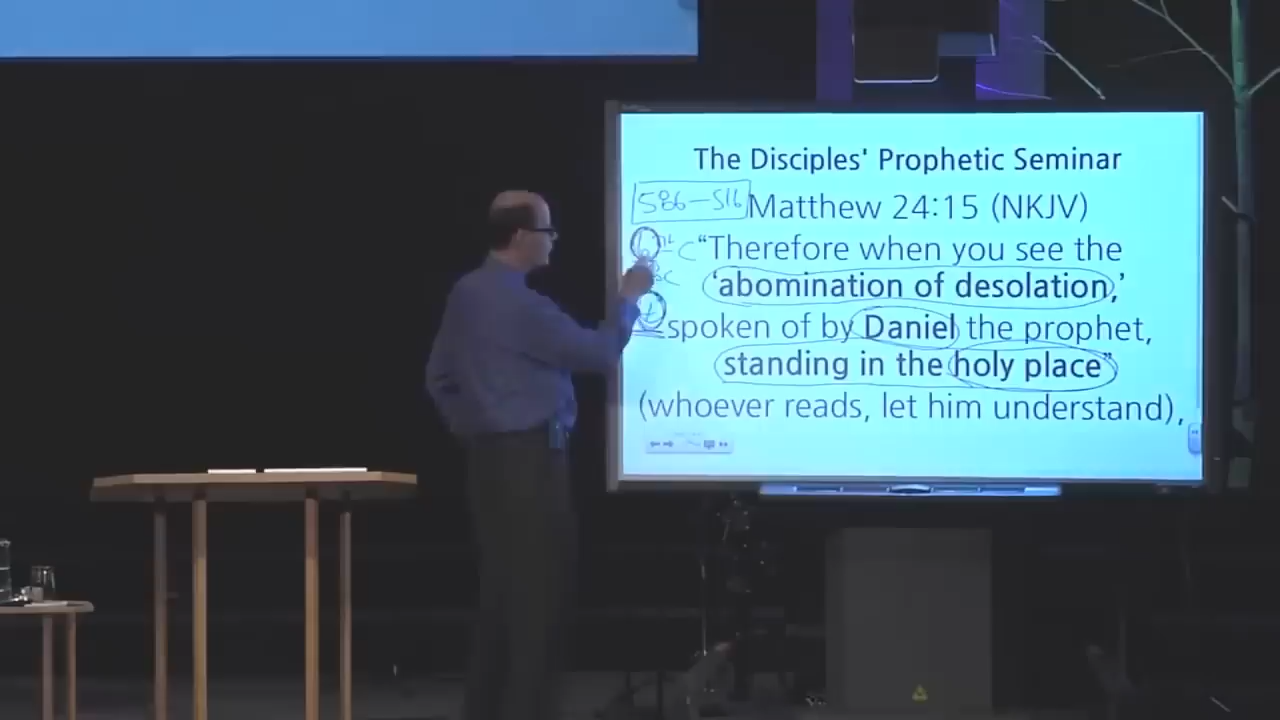 The Disciples' Prophetic Seminar
586-516 Matthew 24:15 (NKJV)
"Therefore when you see the
'abomination of desolation,'
spoken of by Daniel the prophet,
standing in the holy place"
(whoever reads, let him understand),